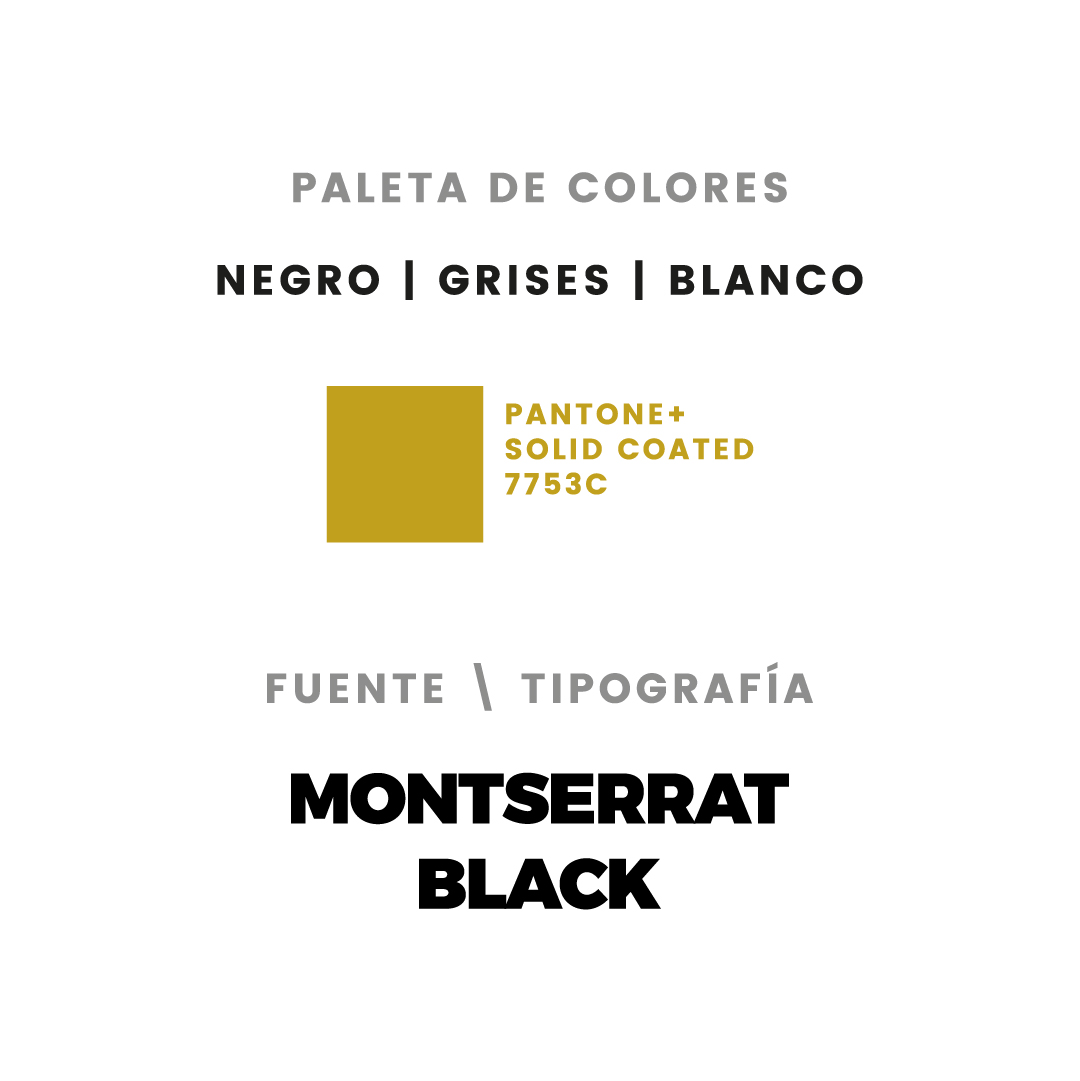 PALETA DE COLORES
NEGRO | GRISES | BLANCO
PANTONE+
SOLID COATED
7753C
FUENTE \ TIPOGRAFÍA
MONTSERRAT
BLACK